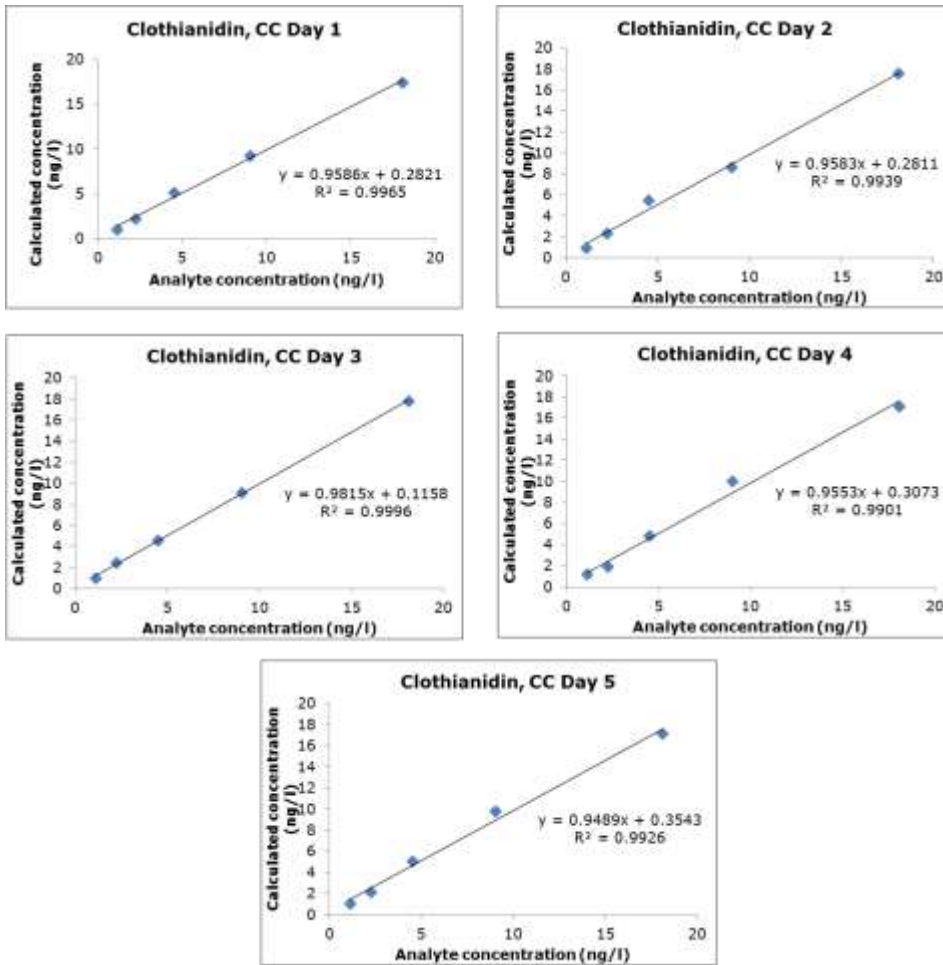 Clothianidin, CC Day 1
Calculated concentration
(ng/l)
20
15
10
5
0
y = 0.9586x + 0.2821
R² = 0.9965
0 5 10 15 20
Analyte concentration (ng/l)
Clothianidin, CC Day 2
Calculated concentration
(ng/l)
20
18
16
14
12
10
8
6
4
2
0
y = 0.9583x + 0.2811
R² = 0.9939
0 5 10 15 20
Analyte concentration (ng/l)
Clothianidin, CC Day 3
Calculated concentration
(ng/l)
20
18
16
14
12
10
8
6
4
2
0
y = 0.9815x + 0.1158
R² = 0.9996
0 5 10 15 20
Analyte concentration (ng/l)
Clothianidin, CC Day 4
Calculated concentration
(ng/l)
20
18
16
14
12
10
8
6
4
2
0
y = 0.9553x + 0.3073
R² = 0.9901
0 5 10 15 20
Analyte concentration (ng/l)
Clothianidin, CC Day 5
Calculated concentration
(ng/l)
20
18
16
14
12
10
8
6
4
2
0
y = 0.9489x + 0.3543
R² = 0.9926
0 5 10 15 20
Analyte concentration (ng/l)